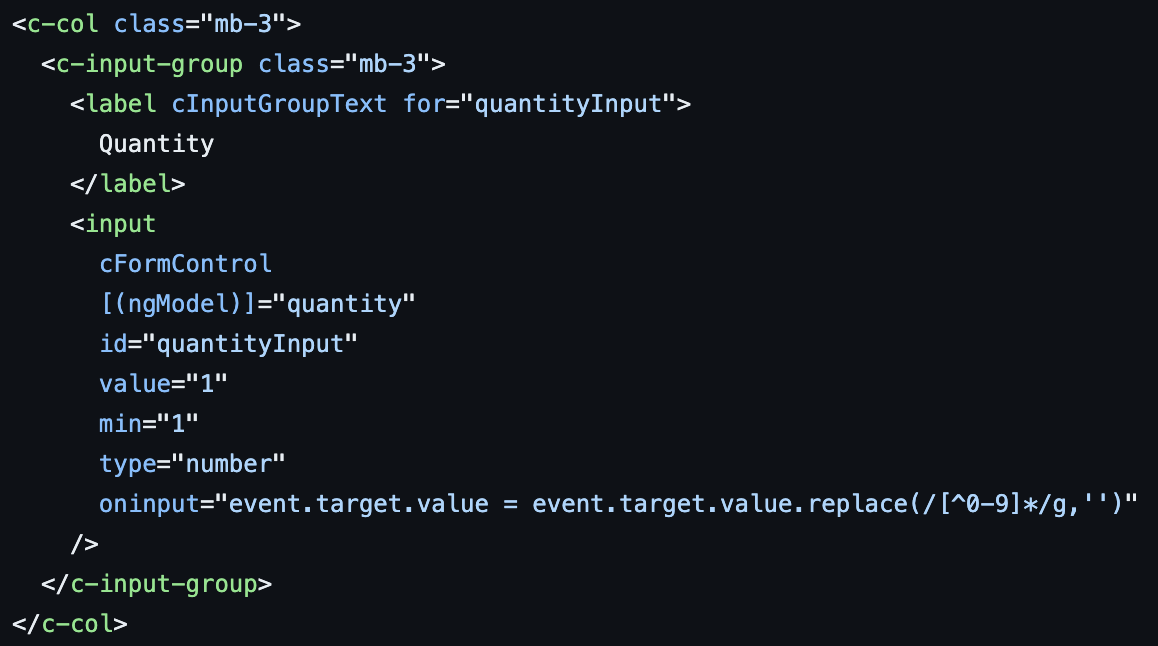 <c-col class="mb-3">
  <c-input-group class="mb-3">
    <label cInputGroupText for="quantityInput">
      Quantity
    </label>
    <input
      cFormControl
      [(ngModel)]="quantity"
      id="quantityInput"
      value="1"
      min="1"
      type="number"
      oninput="event.target.value = event.target.value.replace(/[^0-9]*/g,'')"
    />
  </c-input-group>
</c-col>